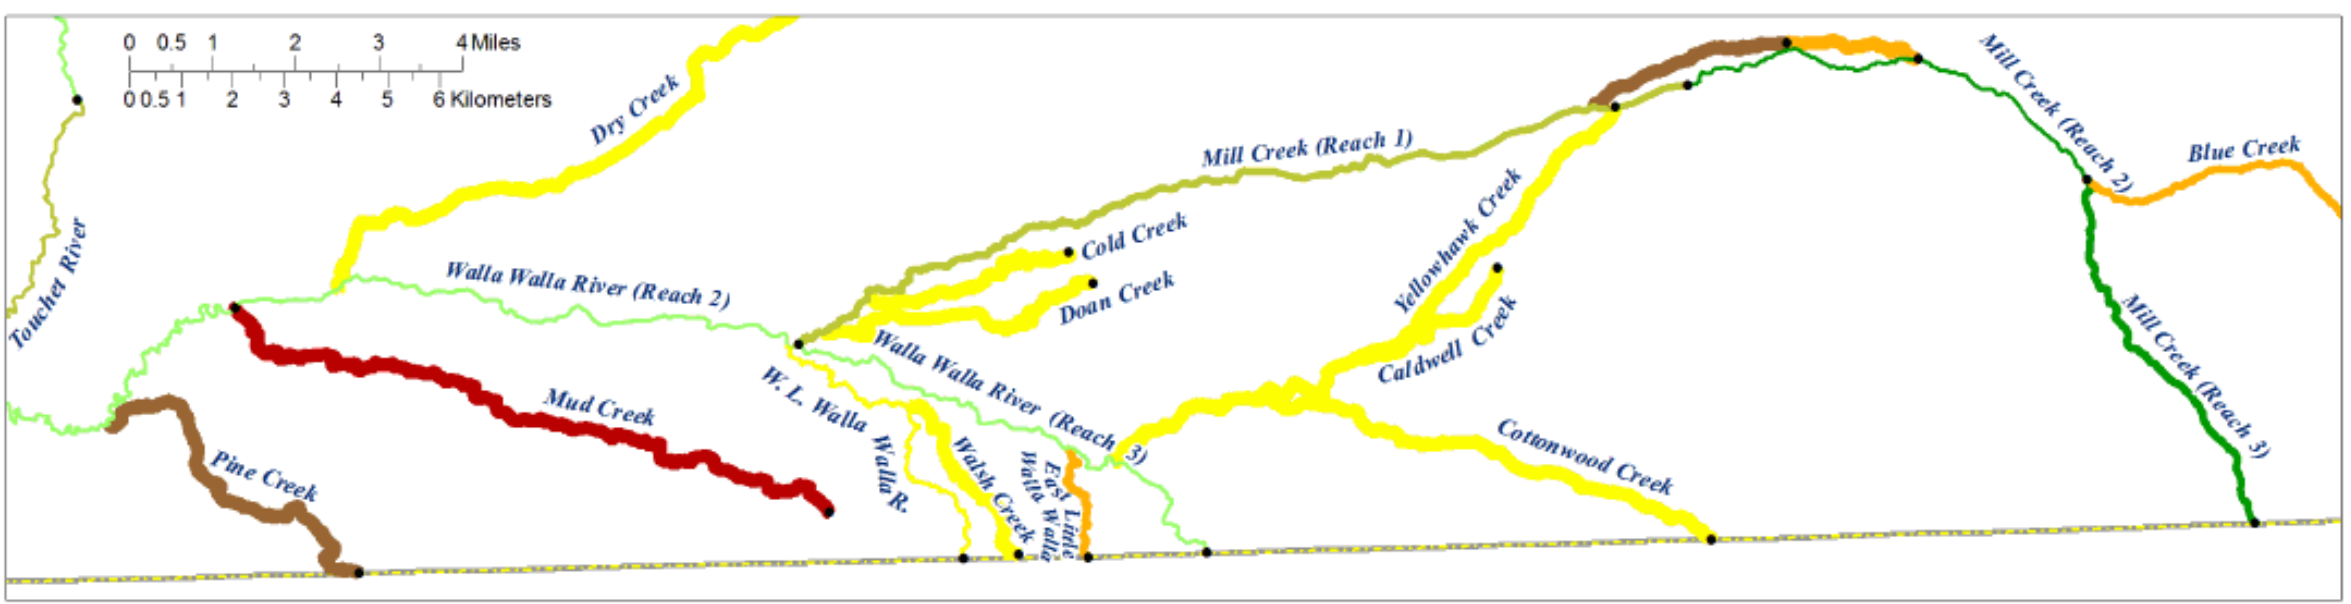 0 0.5 1 2 3 4 Miles
0 0.5 1 2 3 4 5 6 Kilometers
Dry Creek
Touchet River
Walla Walla River (Reach 2)
Mill Creek (Reach 1)
Cold Creek
Doan Creek
Yellowhawk Creek
Caldwell Creek
Mill Creek (Reach 2)
Blue Creek
Mill Creek (Reach 3)
Walla Walla River (Reach 3)
W. L. Walla Walla R.
Walsh Creek
East Little
Walla Walla
Cottonwood Creek
Mud Creek
Pine Creek